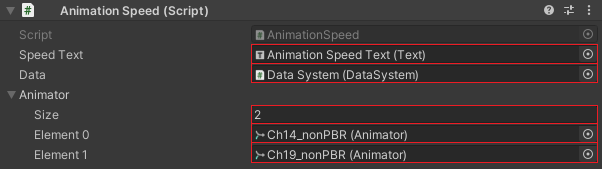 Animation Speed (Script)
Script AnimationSpeed
Speed Text Animation Speed Text (Text)
Data Data System (DataSystem)
Animator
Size 2
Element 0 Ch14_nonPBR (Animator)
Element 1 Ch19_nonPBR (Animator)